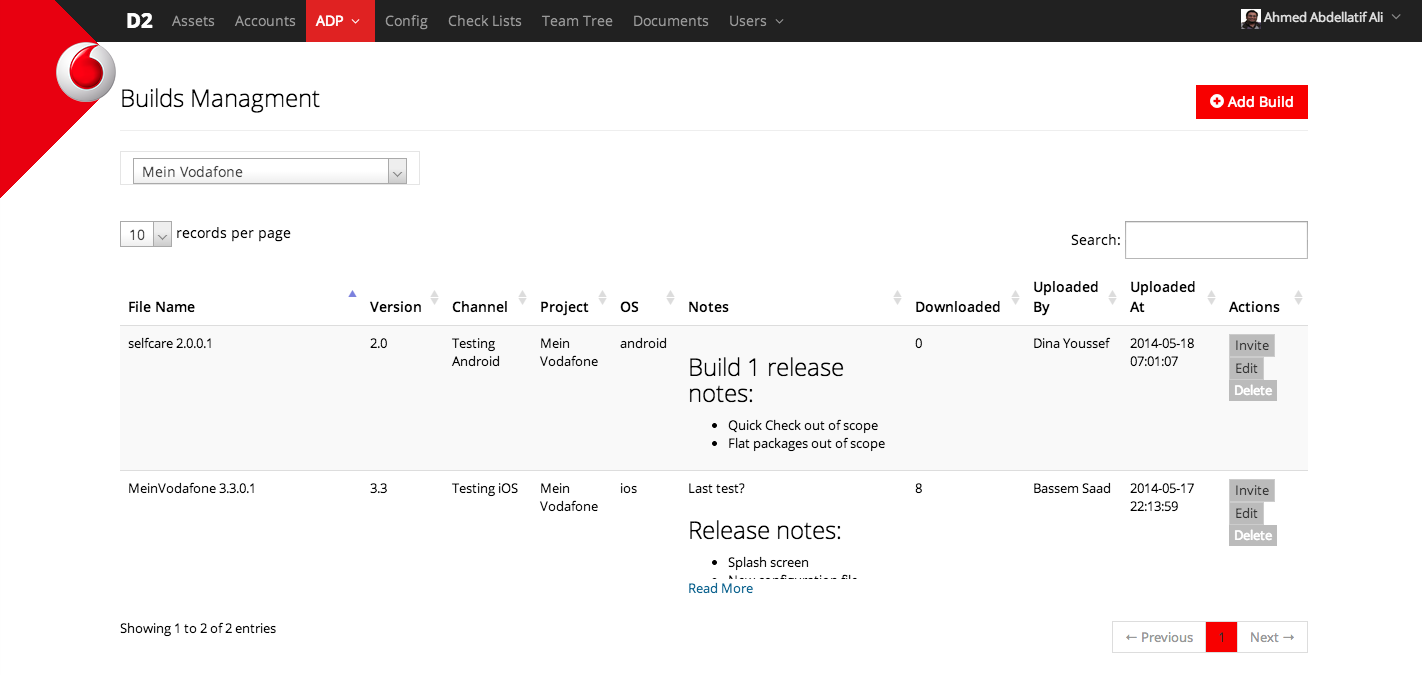 D2 Assets Accounts ADP Config Check Lists Team Tree Documents Users Ahmed Abdellatif Ali
Builds Managment
Add Build
Mein Vodafone
10 records per page
Search:
File Name Version Channel Project OS Notes Downloaded Uploaded By Uploaded At Actions
selfcare 2.0.0.1
2.0
Testing
Android
Mein
Vodafone
android
Build 1 release
notes:
• Quick Check out of scope
• Flat packages out of scope
0
Dina Youssef
2014-05-18
07:01:07
Invite
Edit
Delete
MeinVodafone 3.3.0.1
3.3
Testing iOS
Mein
Vodafone
ios
Last test?
Release notes:
• Splash screen
• New configuration file
Read More
8
Bassem Saad
2014-05-17
22:13:59
Invite
Edit
Delete
Showing 1 to 2 of 2 entries
← Previous 1 Next →